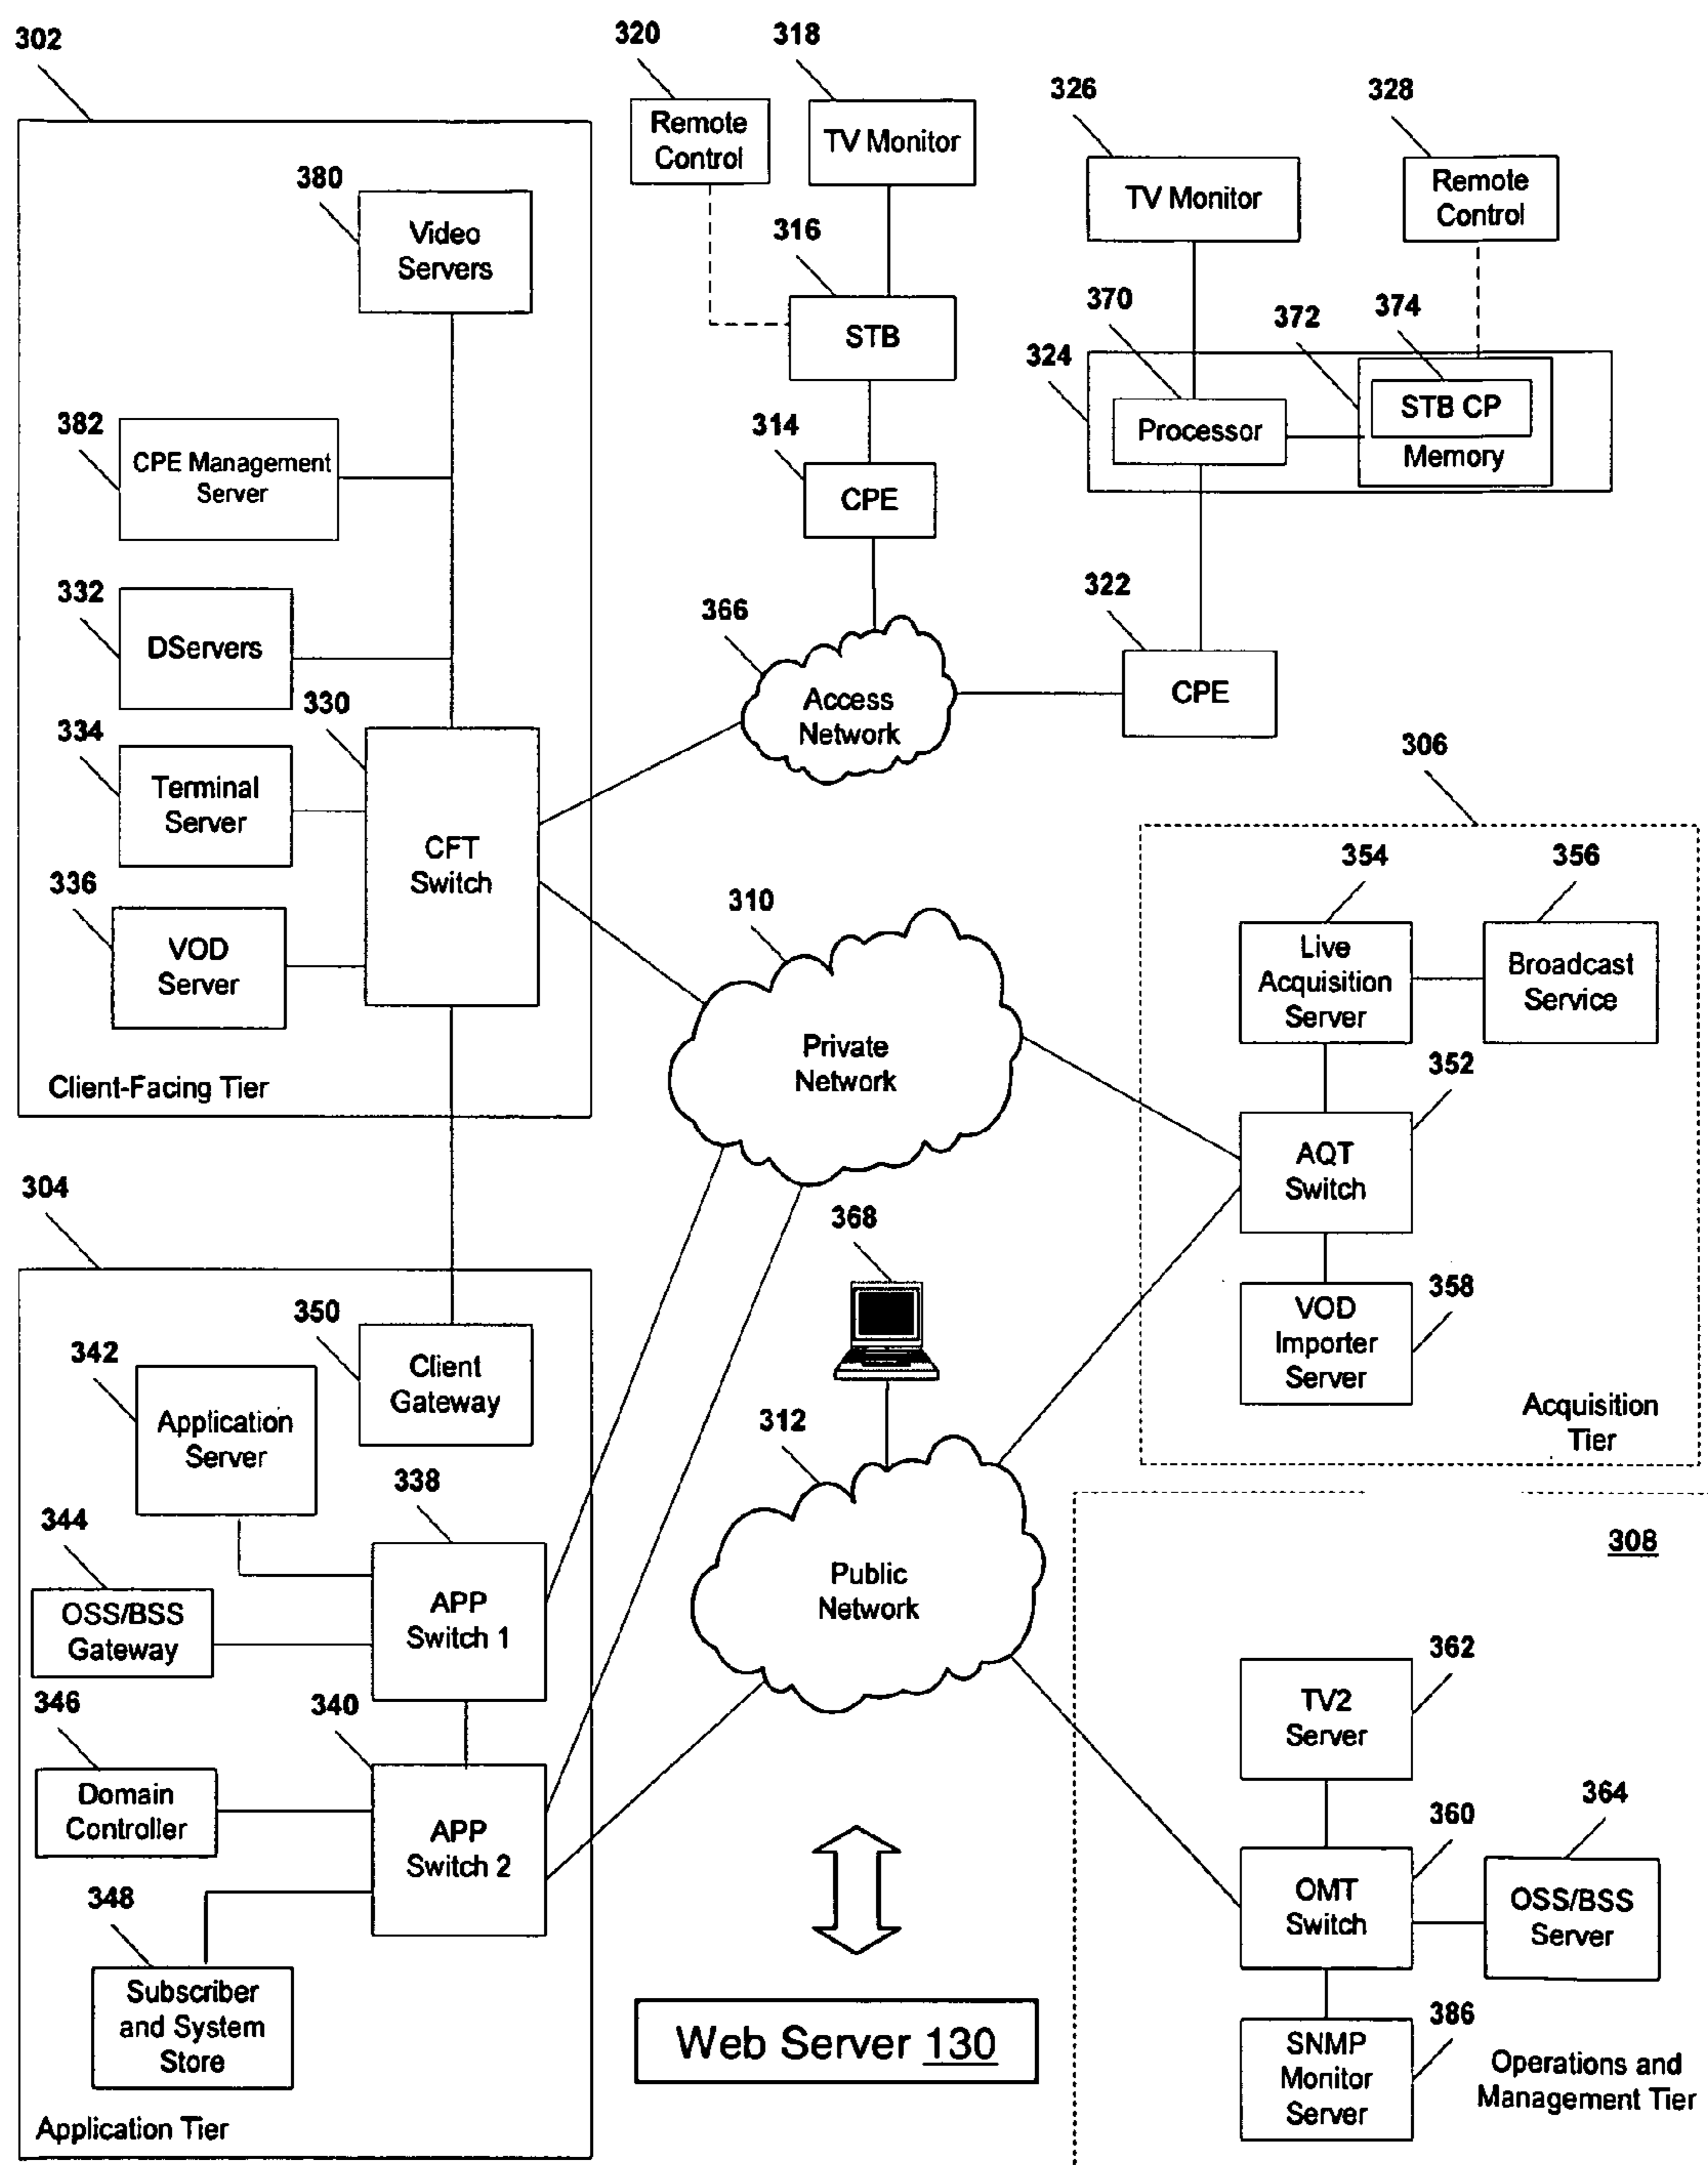 302
320
318
326
328
Remote
Control
TV Monitor
TV Monitor
Remote
Control
380
Video
Servers
316
STB
370
372
374
324
Processor
STB CP
Memory
382
CPE Management
Server
314
CPE
332
DServers
366
Access
Network
322
CPE
330
334
Terminal
Server
CFT
Switch
336
VOD
Server
Client-Facing Tier
310
Private
Network
306
354
356
Live
Acquisition
Server
Broadcast
Service
352
AQT
Switch
358
VOD
Importer
Server
Acquisition
Tier
304
350
Client
Gateway
342
Application
Server
368
312
Public
Network
338
344
OSS/BSS
Gateway
APP
Switch 1
346
340
Domain
Controller
APP
Switch 2
348
Subscriber
and System
Store
Application Tier
Web Server 130
308
362
TV2
Server
360
364
OMT
Switch
OSS/BSS
Server
386
SNMP
Monitor
Server
Operations and
Management Tier